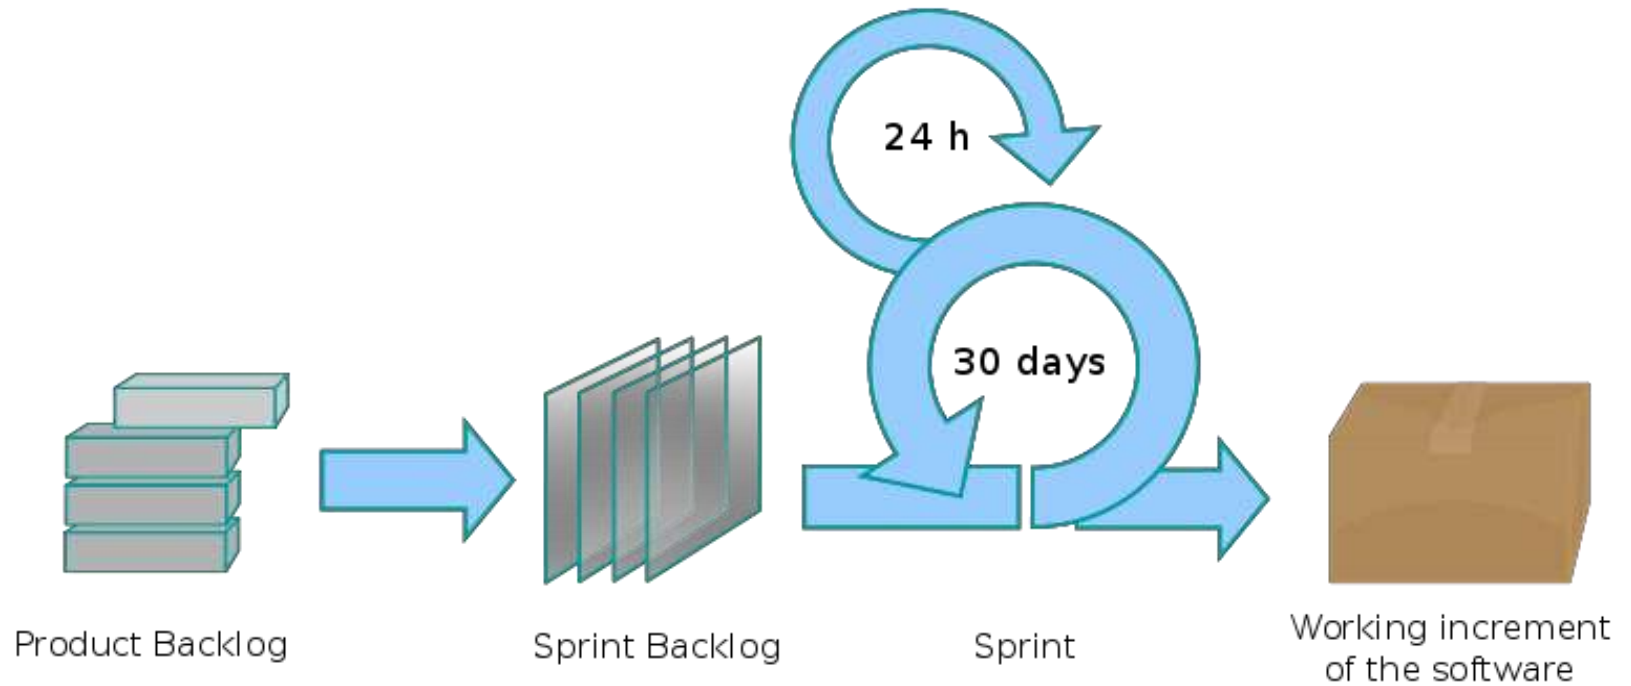 24 h
30 days
Product Backlog
Sprint Backlog
Sprint
Working increment
of the software